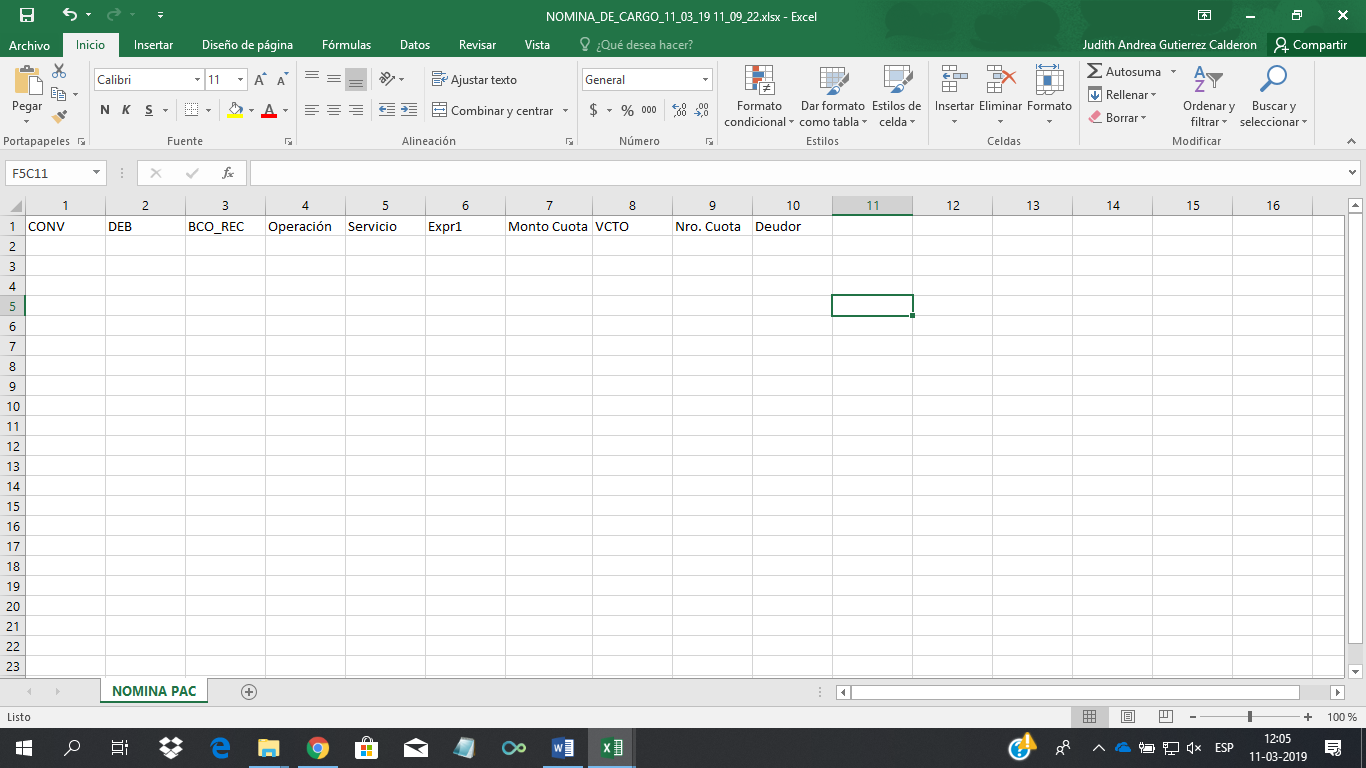 NOMINA_DE_CARGO_11_03_19 11_09_22.xlsx - Excel
Archivo Inicio Insertar Diseño de página Fórmulas Datos Revisar Vista ¿Qué desea hacer? Judith Andrea Gutierrez Calderon Compartir
Calibri 11 Ajustar texto General Autosuma
Pegar Formato condicional Dar formato como tabla Estilos de celda Insertar Eliminar Formato Rellenar Ordenar y filtrar Buscar y seleccionar
N K S Combinar y centrar $ % 000 Borrar
Portapapeles Fuente Alineación Número Estilos Celdas Modificar
F5C11 fx
1 2 3 4 5 6 7 8 9 10 11 12 13 14 15 16
1 CONV DEB BCO_REC Operación Servicio Expr1 Monto Cuota VCTO Nro. Cuota Deudor
2
3
4
5
6
7
8
9
10
11
12
13
14
15
16
17
18
19
20
21
22
23
NOMINA PAC
Listo 100 %
ESP 12:05
11-03-2019